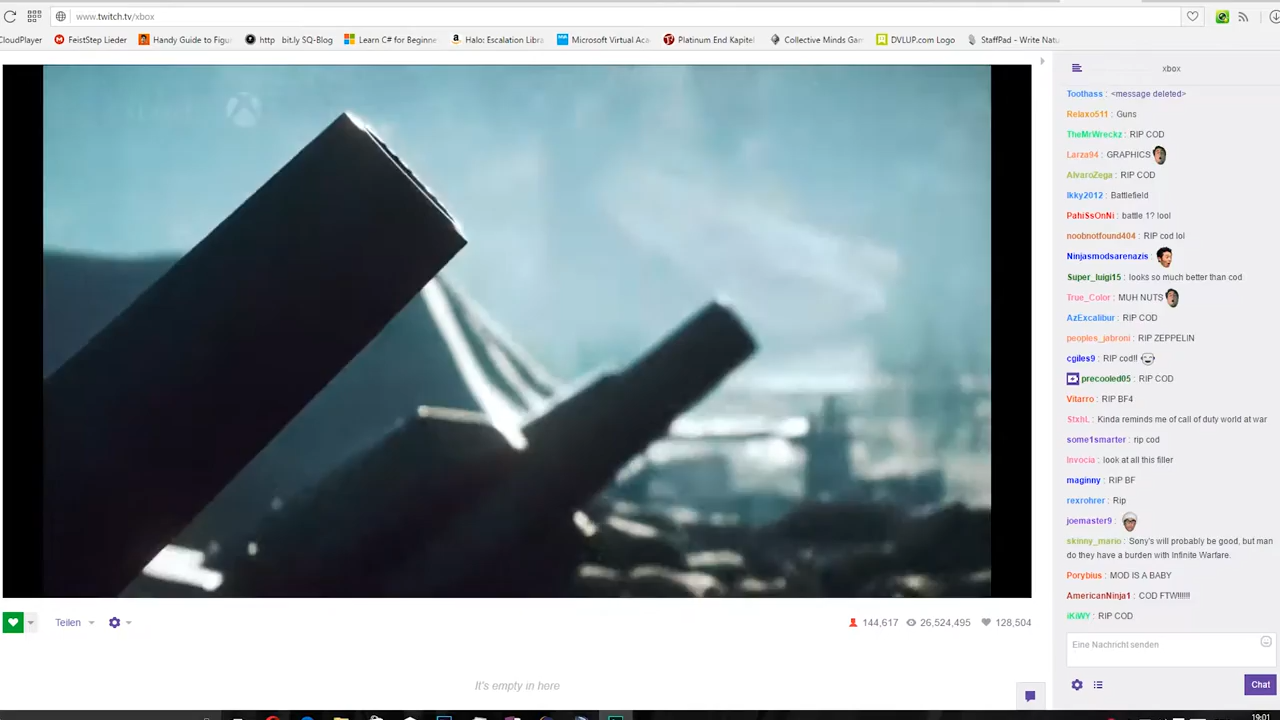 www.twitch.tv/xbox
CloudPlayer FeistStep Lieder Handy Guide to Figu http bit.ly SQ-Blog Learn C# for Beginne Halo: Escalation Libra Microsoft Virtual Aca Platinum End Kapitel Collective Minds Gam DVLUP.com Logo StaffPad - Write Natu
xbox
Toothass : <message deleted>
Relaxo511 : Guns
TheMrWreckz : RIP COD
Larza94 : GRAPHICS
AlvaroZega : RIP COD
Ikky2012 : Battlefield
PahiSsOnNi : battle 1? lool
noobnotfound404 : RIP cod lol
Ninjasmodsarenazis :
Super_luigi15 : looks so much better than cod
True_Color : MUH NUTS
AzExcalibur : RIP COD
peoples_jabroni : RIP ZEPPELIN
cgiles9 : RIP cod!!
precooled05 : RIP COD
Vitarro : RIP BF4
StxhL : Kinda reminds me of call of duty world at war
some1smarter : rip cod
Invocia : look at all this filler
maginny : RIP BF
rexrohrer : Rip
joemaster9 :
skinny_mario : Sony's will probably be good, but man
do they have a burden with Infinite Warfare.
Porybius : MOD IS A BABY
AmericanNinja1 : COD FTW!!!!!!
iKiWY : RIP COD
Teilen
144,617 26,524,495 128,504
Eine Nachricht senden
Chat
It's empty in here
19:01